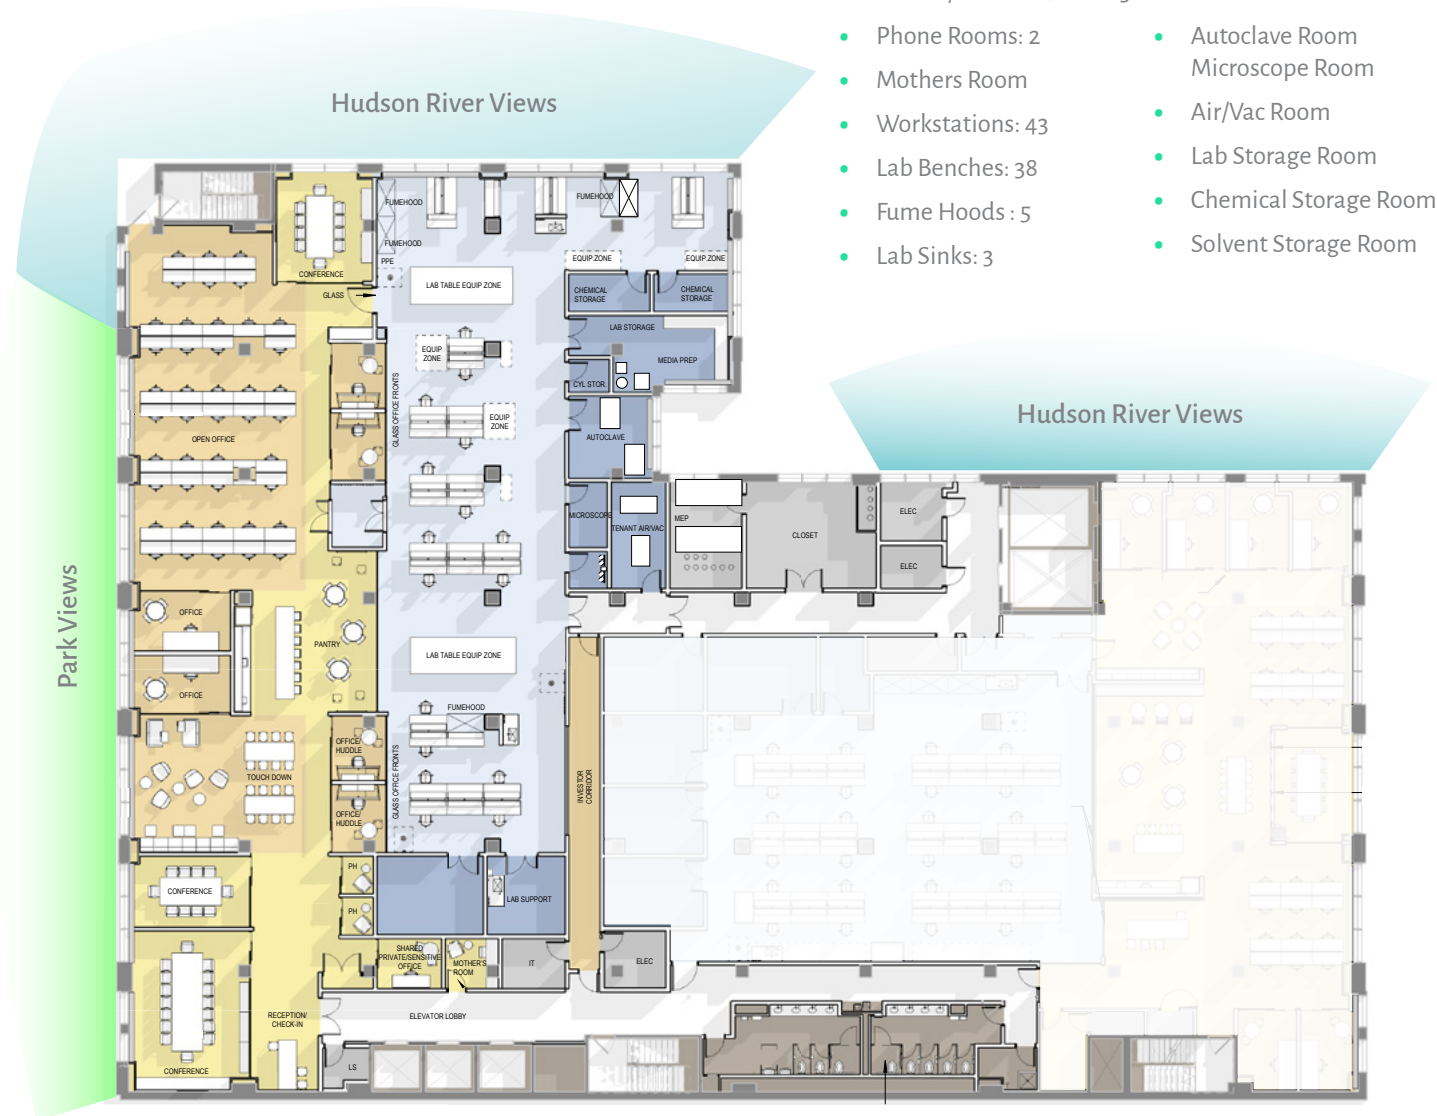 Phone Rooms: 2
Mothers Room
Workstations: 43
Lab Benches: 38
Fume Hoods : 5
Lab Sinks: 3
Autoclave Room
Microscope Room
Air/Vac Room
Lab Storage Room
Chemical Storage Room
Solvent Storage Room
Hudson River Views
Hudson River Views
Park Views
FUMEHOOD
FUMEHOOD
FUMEHOOD
PPE
CONFERENCE
GLASS
LAB TABLE EQUIP ZONE
EQUIP.ZONE
EQUIP.ZONE
CHEMICAL
STORAGE
CHEMICAL
STORAGE
LAB STORAGE
MEDIA PREP
EQUIP
ZONE
CYL STOR.
GLASS OFFICE FRONTS
EQUIP
ZONE
OPEN OFFICE
AUTOCLAVE
MICROSCOPE
TENANT AIR/VAC
MEP
CLOSET
ELEC
ELEC
OFFICE
PANTRY
LAB TABLE EQUIP ZONE
OFFICE
FUMEHOOD
OFFICE/
HUDDLE
TOUCH DOWN
GLASS OFFICE FRONTS
INVESTOR
CORRIDOR
OFFICE/
HUDDLE
PH
CONFERENCE
LAB SUPPORT
PH
SHARED
PRIVATE/SENSITIVE
OFFICE
MOTHER'S
ROOM
IT
ELEC
RECEPTION/
CHECK-IN
ELEVATOR LOBBY
LS
CONFERENCE